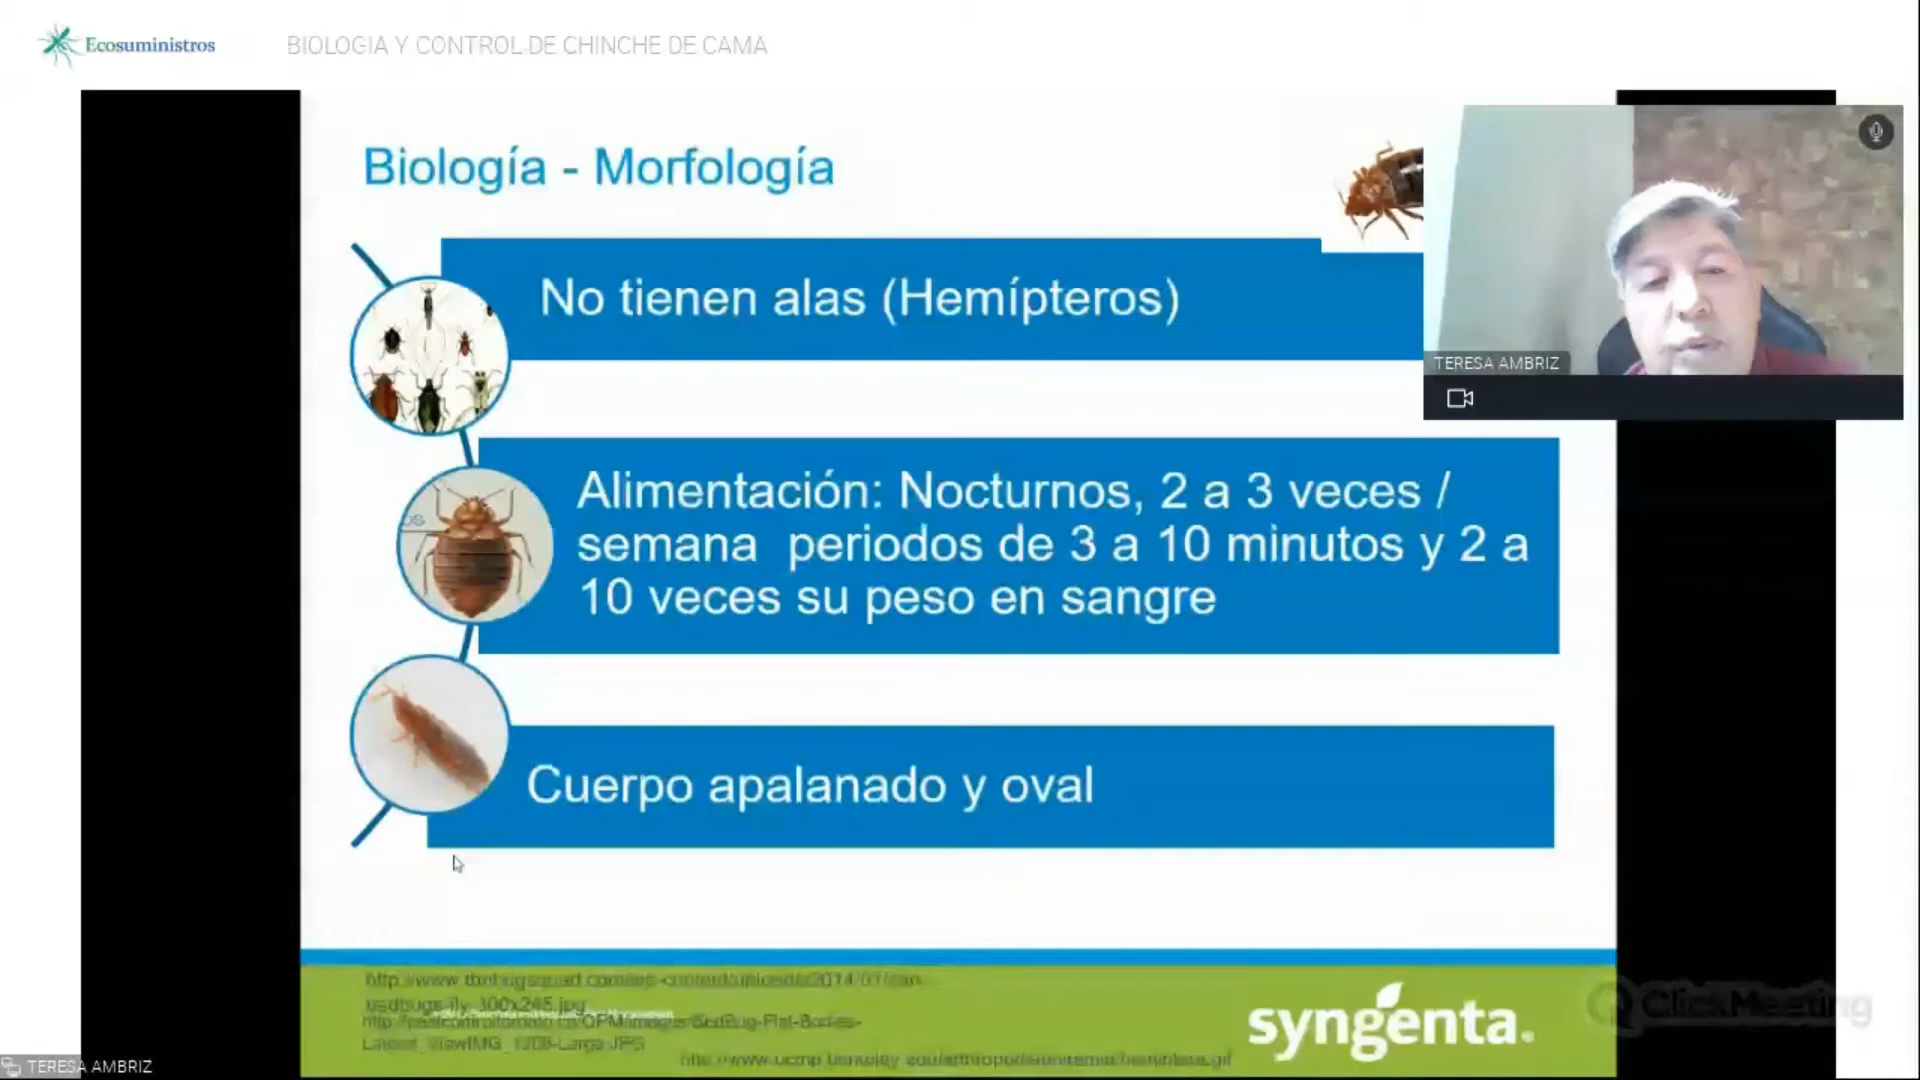 Ecosuministros
BIOLOGIA Y CONTROL DE CHINCHE DE CAMA
Biología - Morfología
No tienen alas (Hemípteros)
TERESA AMBRIZ
Alimentación: Nocturnos, 2 a 3 veces /
semana periodos de 3 a 10 minutos y 2 a
10 veces su peso en sangre
Cuerpo apalanado y oval
syngenta.
ClickMeeting
TERESA AMBRIZ